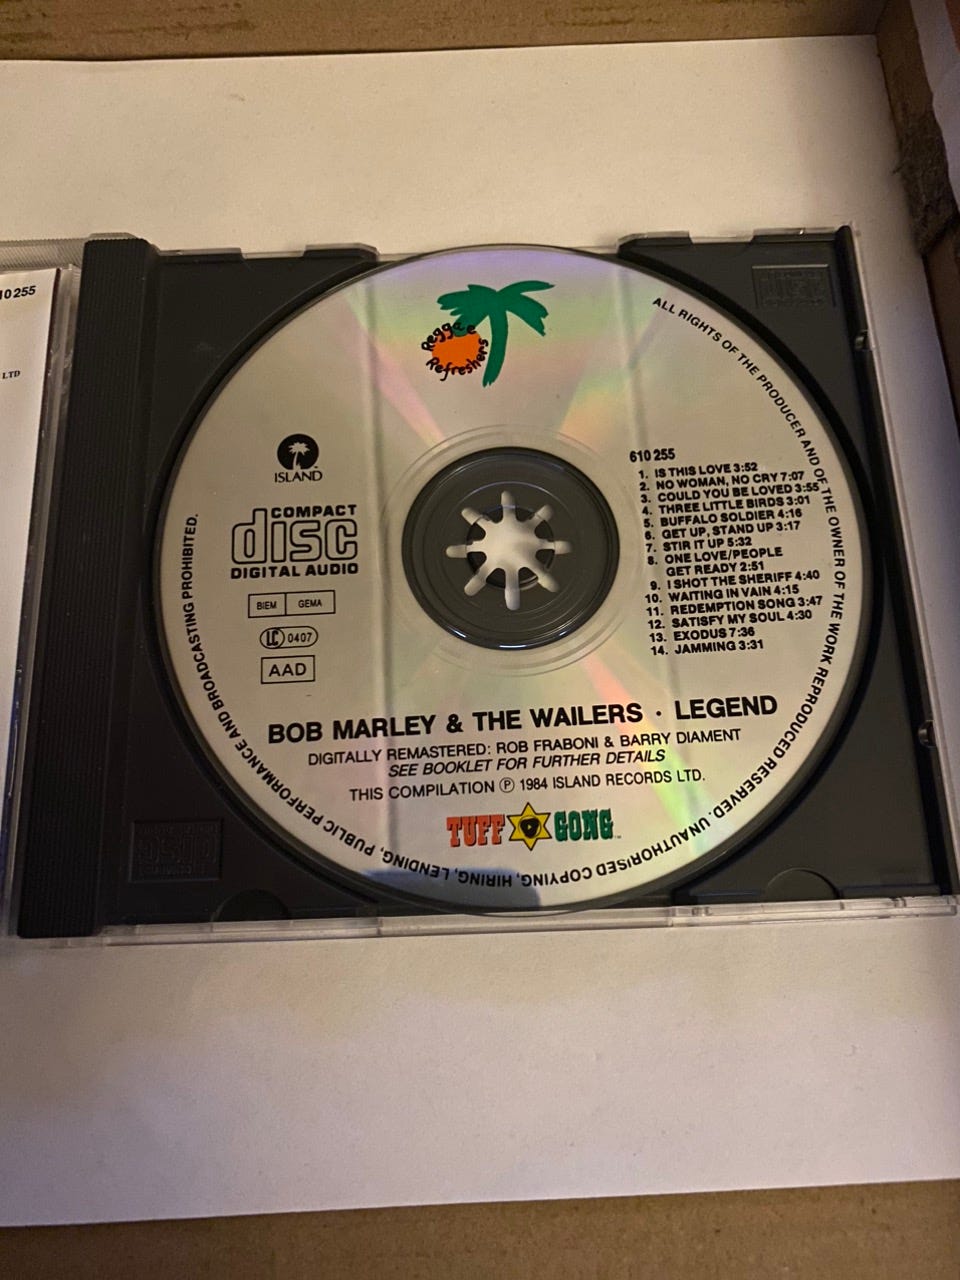 10 255
LTD
Reggae
Refreshers
ISLAND
COMPACT
disc
DIGITAL AUDIO
BIEM GEMA
LC 0407
AAD
610 255
1. IS THIS LOVE 3:52
2. NO WOMAN, NO CRY 7:07
3. COULD YOU BE LOVED 3:55
4. THREE LITTLE BIRDS 3:01
5. BUFFALO SOLDIER 4:16
6. GET UP, STAND UP 3:17
7. STIR IT UP 5:32
8. ONE LOVE/PEOPLE
GET READY 2:51
9. I SHOT THE SHERIFF 4:40
10. WAITING IN VAIN 4:15
11. REDEMPTION SONG 3:47
12. SATISFY MY SOUL 4:30
13. EXODUS 7:36
14. JAMMING 3:31
BOB MARLEY & THE WAILERS · LEGEND
DIGITALLY REMASTERED: ROB FRABONI & BARRY DIAMENT
SEE BOOKLET FOR FURTHER DETAILS
THIS COMPILATION Ⓟ 1984 ISLAND RECORDS LTD.
TUFF GONG™
ALL RIGHTS OF THE PRODUCER AND OF THE OWNER OF THE WORK REPRODUCED RESERVED. UNAUTHORISED COPYING, HIRING, LENDING, PUBLIC PERFORMANCE AND BROADCASTING PROHIBITED.